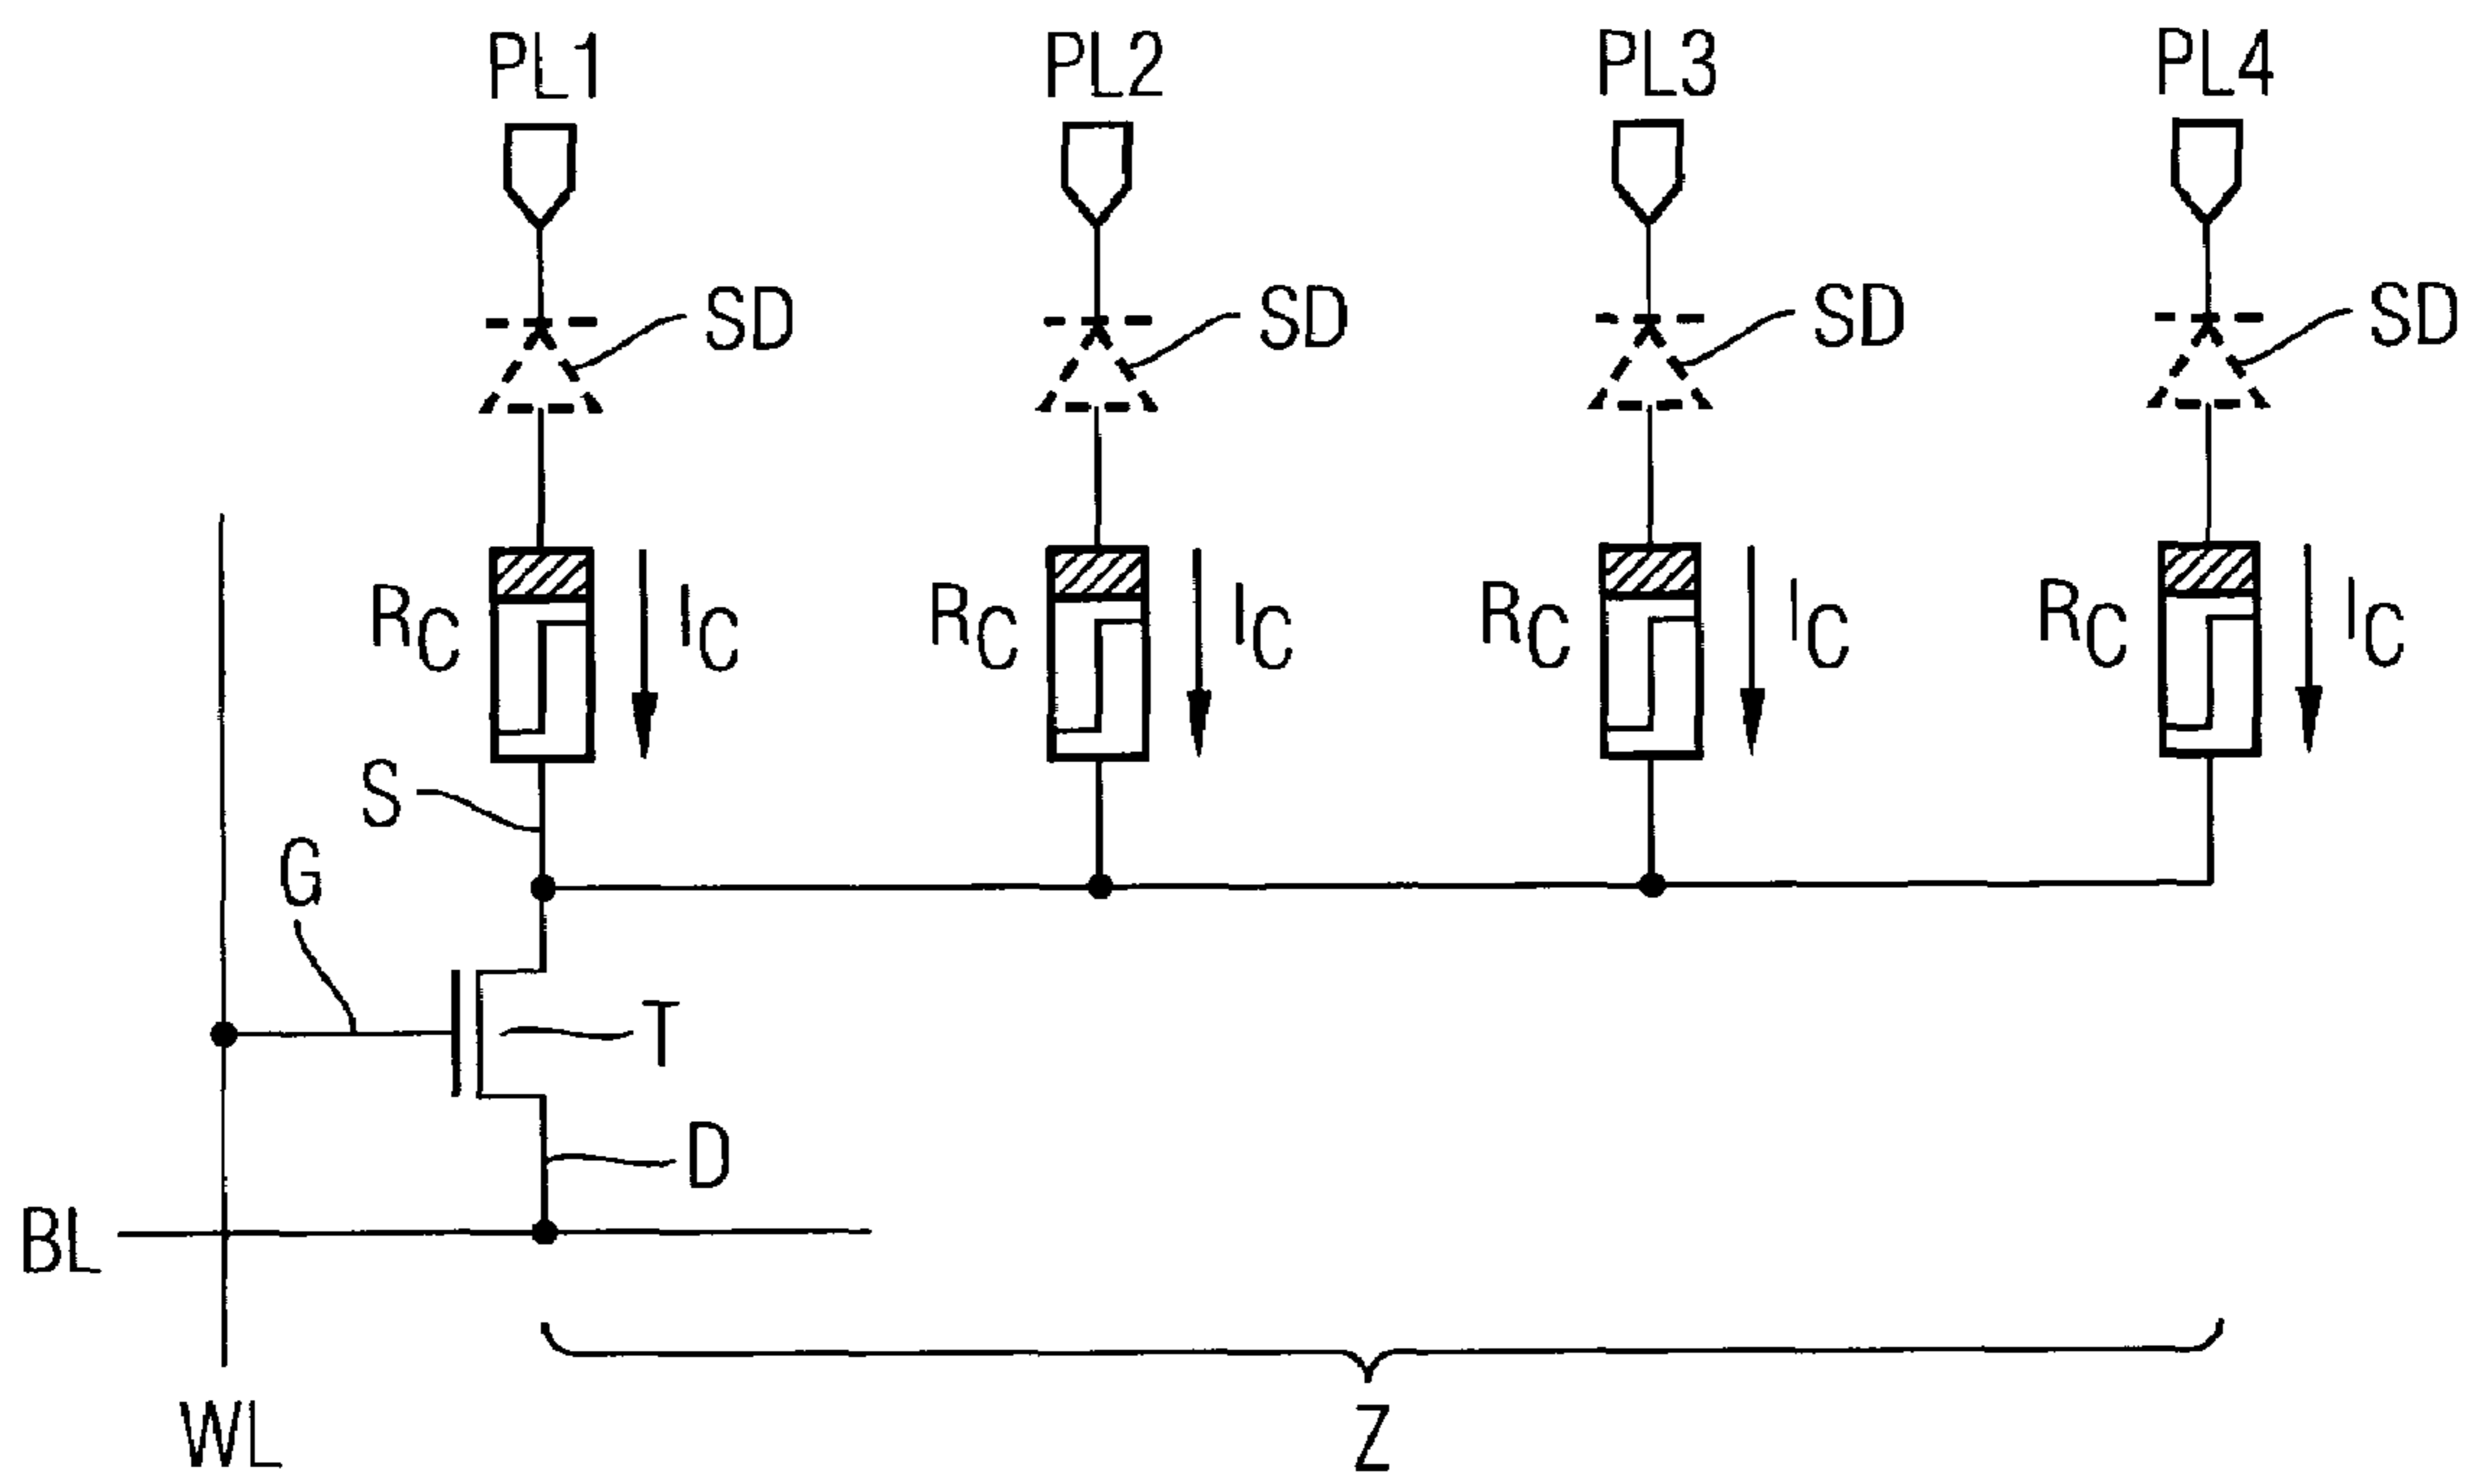 PL1 PL2 PL3 PL4
SD SD SD SD
RC IC RC IC RC IC RC IC
S
G
T
D
BL
WL
Z